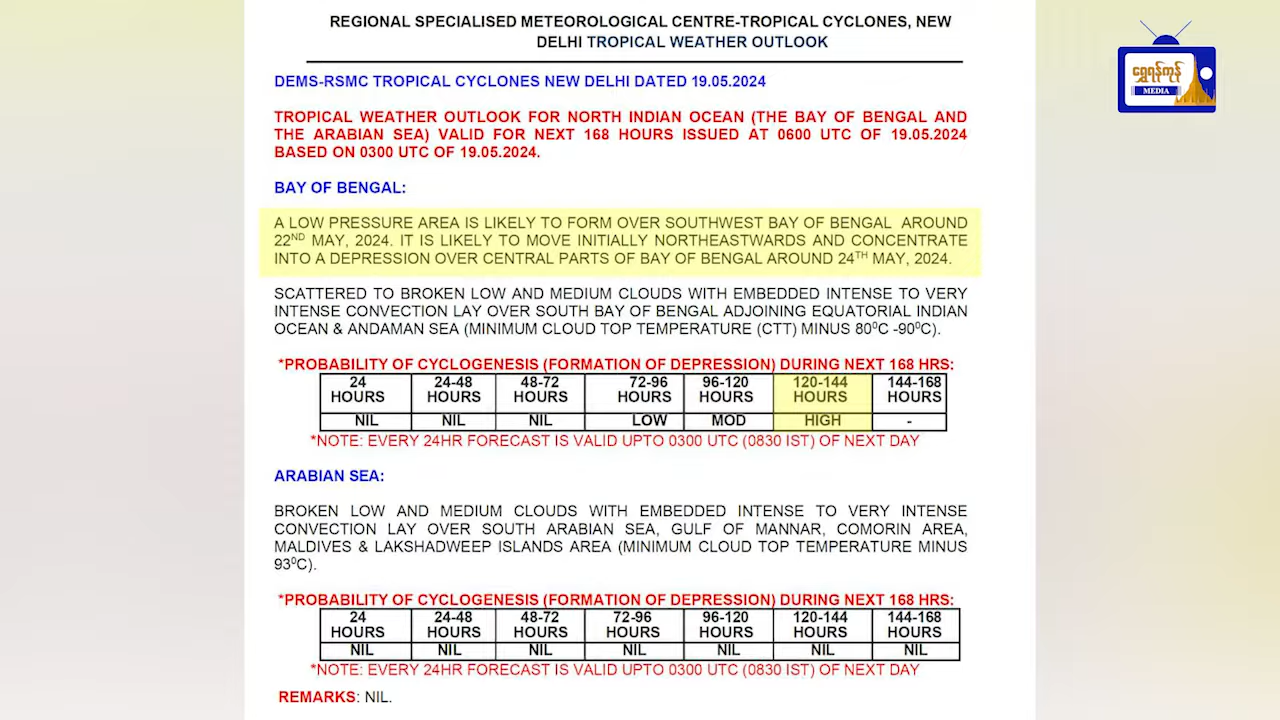 REGIONAL SPECIALISED METEOROLOGICAL CENTRE-TROPICAL CYCLONES, NEW
DELHI TROPICAL WEATHER OUTLOOK
ရွှေရန်ကုန်
MEDIA
DEMS-RSMC TROPICAL CYCLONES NEW DELHI DATED 19.05.2024
TROPICAL WEATHER OUTLOOK FOR NORTH INDIAN OCEAN (THE BAY OF BENGAL AND
THE ARABIAN SEA) VALID FOR NEXT 168 HOURS ISSUED AT 0600 UTC OF 19.05.2024
BASED ON 0300 UTC OF 19.05.2024.
BAY OF BENGAL:
A LOW PRESSURE AREA IS LIKELY TO FORM OVER SOUTHWEST BAY OF BENGAL AROUND
22ND MAY, 2024. IT IS LIKELY TO MOVE INITIALLY NORTHEASTWARDS AND CONCENTRATE
INTO A DEPRESSION OVER CENTRAL PARTS OF BAY OF BENGAL AROUND 24TH MAY, 2024.
SCATTERED TO BROKEN LOW AND MEDIUM CLOUDS WITH EMBEDDED INTENSE TO VERY
INTENSE CONVECTION LAY OVER SOUTH BAY OF BENGAL ADJOINING EQUATORIAL INDIAN
OCEAN & ANDAMAN SEA (MINIMUM CLOUD TOP TEMPERATURE (CTT) MINUS 80⁰C -90⁰C).
*PROBABILITY OF CYCLOGENESIS (FORMATION OF DEPRESSION) DURING NEXT 168 HRS:
24 24-48 48-72 72-96 96-120 120-144 144-168
HOURS HOURS HOURS HOURS HOURS HOURS HOURS
NIL NIL NIL LOW MOD HIGH -
*NOTE: EVERY 24HR FORECAST IS VALID UPTO 0300 UTC (0830 IST) OF NEXT DAY
ARABIAN SEA:
BROKEN LOW AND MEDIUM CLOUDS WITH EMBEDDED INTENSE TO VERY INTENSE
CONVECTION LAY OVER SOUTH ARABIAN SEA, GULF OF MANNAR, COMORIN AREA,
MALDIVES & LAKSHADWEEP ISLANDS AREA (MINIMUM CLOUD TOP TEMPERATURE MINUS
93⁰C).
*PROBABILITY OF CYCLOGENESIS (FORMATION OF DEPRESSION) DURING NEXT 168 HRS:
24 24-48 48-72 72-96 96-120 120-144 144-168
HOURS HOURS HOURS HOURS HOURS HOURS HOURS
NIL NIL NIL NIL NIL NIL NIL
*NOTE: EVERY 24HR FORECAST IS VALID UPTO 0300 UTC (0830 IST) OF NEXT DAY
REMARKS: NIL.